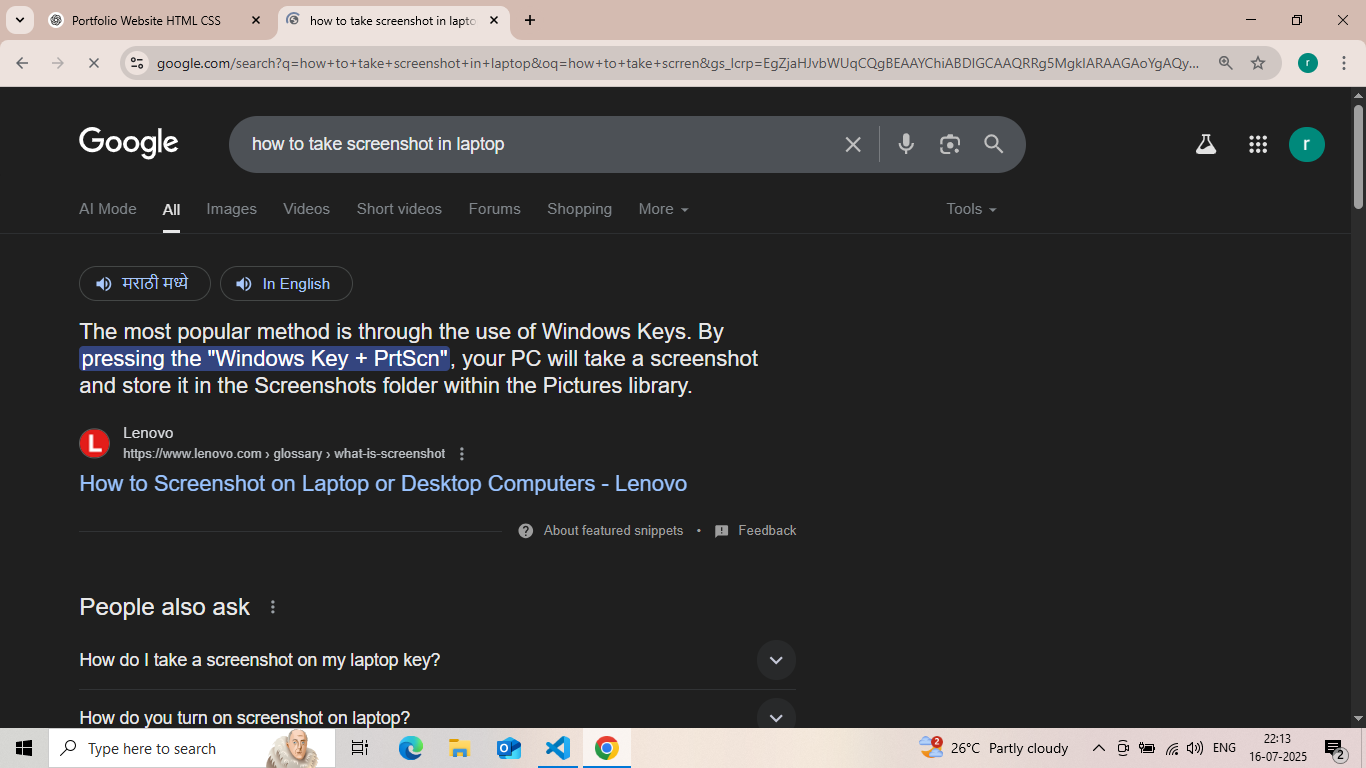 Portfolio Website HTML CSS
how to take screenshot in lapto
google.com/search?q=how+to+take+screenshot+in+laptop&oq=how+to+take+scrren&gs_lcrp=EgZjaHJvbWUqCQgBEAAYChiABDIGCAAQRRg5MgkIARAAGAoYgAQy...
r
Google
how to take screenshot in laptop
r
AI Mode All Images Videos Short videos Forums Shopping More Tools
मराठी मध्ये In English
The most popular method is through the use of Windows Keys. By
pressing the "Windows Key + PrtScn", your PC will take a screenshot
and store it in the Screenshots folder within the Pictures library.
L
Lenovo
https://www.lenovo.com › glossary › what-is-screenshot
How to Screenshot on Laptop or Desktop Computers - Lenovo
About featured snippets • Feedback
People also ask
How do I take a screenshot on my laptop key?
How do you turn on screenshot on laptop?
Type here to search
2
26°C Partly cloudy
ENG
22:13
16-07-2025
2